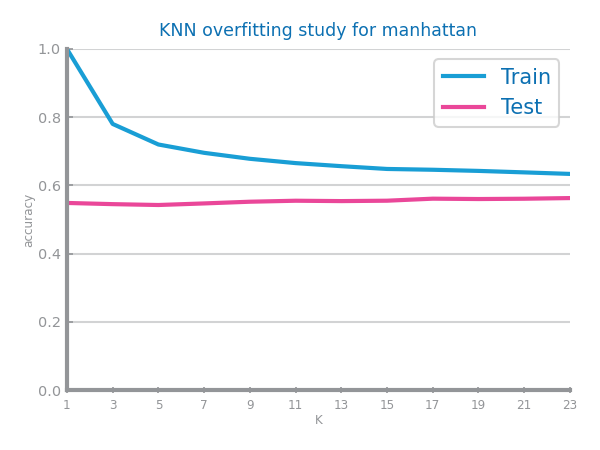 KNN overfitting study for manhattan
1.0
0.8
0.6
0.4
0.2
0.0
accuracy
Train
Test
1 3 5 7 9 11 13 15 17 19 21 23
K